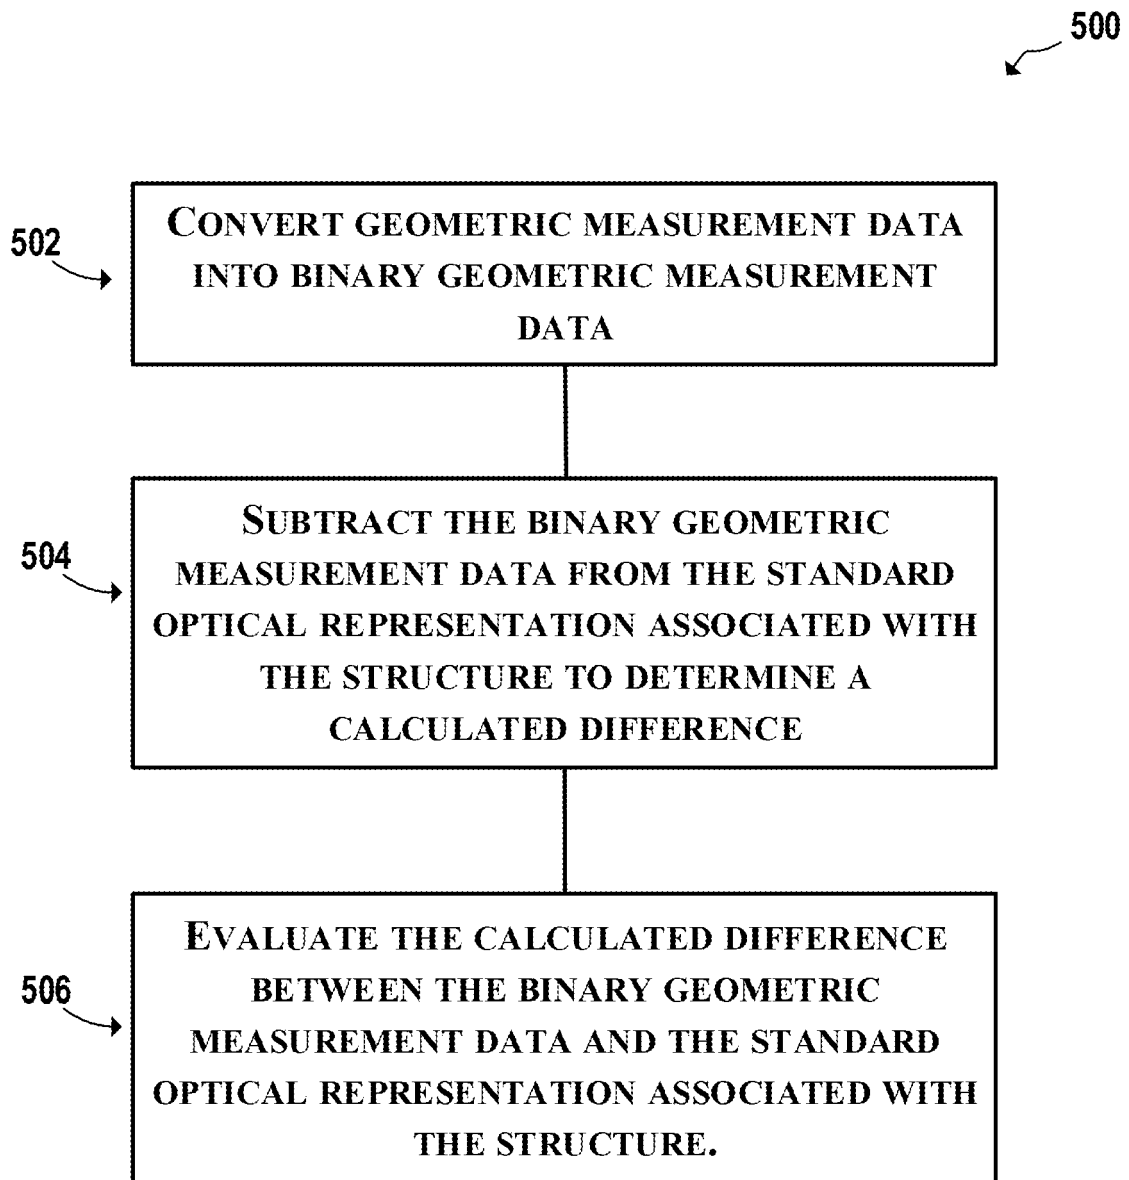 500
502
CONVERT GEOMETRIC MEASUREMENT DATA
INTO BINARY GEOMETRIC MEASUREMENT
DATA
504
SUBTRACT THE BINARY GEOMETRIC
MEASUREMENT DATA FROM THE STANDARD
OPTICAL REPRESENTATION ASSOCIATED WITH
THE STRUCTURE TO DETERMINE A
CALCULATED DIFFERENCE
506
EVALUATE THE CALCULATED DIFFERENCE
BETWEEN THE BINARY GEOMETRIC
MEASUREMENT DATA AND THE STANDARD
OPTICAL REPRESENTATION ASSOCIATED WITH
THE STRUCTURE.